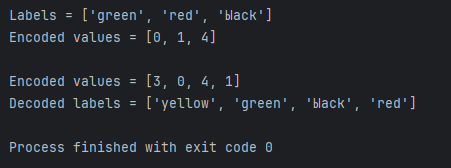 Labels = ['green', 'red', 'black']
Encoded values = [0, 1, 4]
Encoded values = [3, 0, 4, 1]
Decoded labels = ['yellow', 'green', 'black', 'red']
Process finished with exit code 0